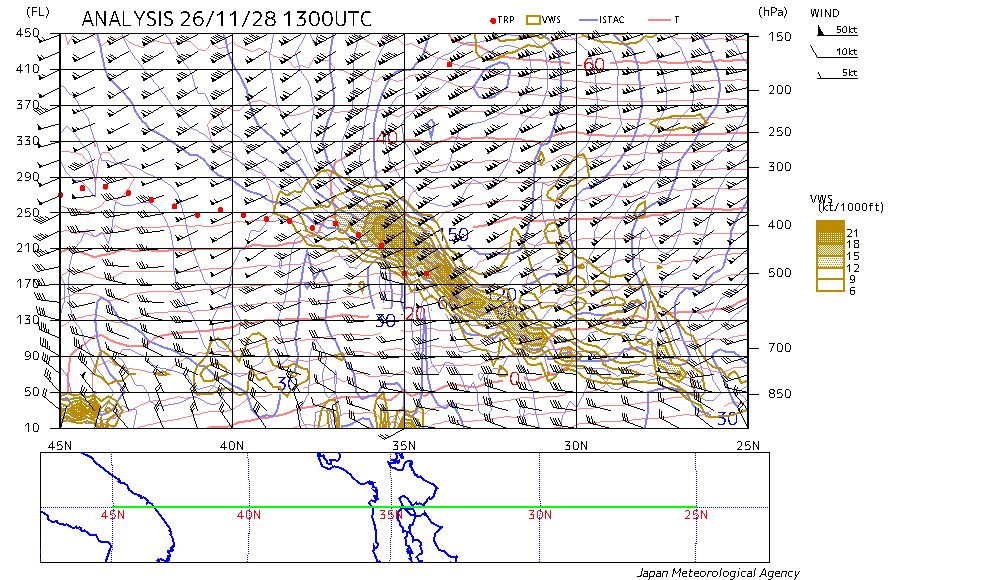 (FL) ANALYSIS 26/11/28 1300UTC TRP VWS ISTAC T (hPa) WIND
450 150 50kt
410 -60 10kt
5kt
370 200
330 -40 250
290 300
VWS
(kt/1000ft)
250 400 21
150 18
210 15
12
170 500 9
6
60 120
130 30 -20
90 700
30 0
50 850
10 30
45N 40N 35N 30N 25N
45N 40N 35N 30N 25N
Japan Meteorological Agency